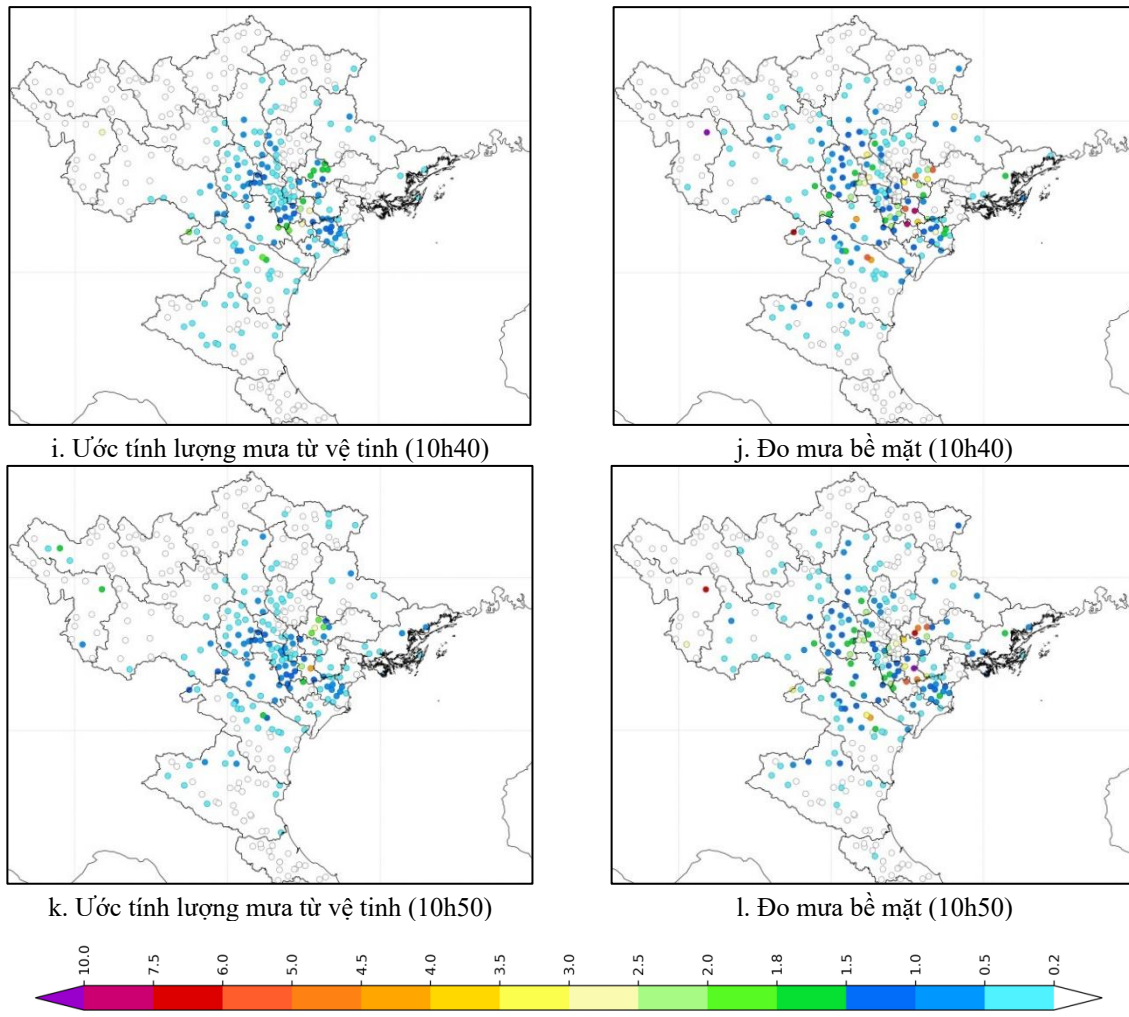 i. Ước tính lượng mưa từ vệ tinh (10h40)
j. Đo mưa bề mặt (10h40)
k. Ước tính lượng mưa từ vệ tinh (10h50)
l. Đo mưa bề mặt (10h50)
10.0 7.5 6.0 5.0 4.5 4.0 3.5 3.0 2.5 2.0 1.8 1.5 1.0 0.5 0.2